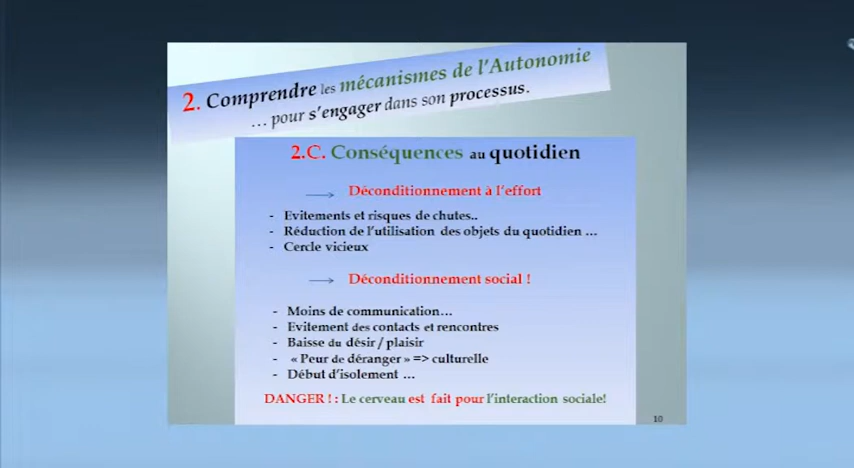 2. Comprendre les mécanismes de l'Autonomie
... pour s'engager dans son processus.
2.C. Conséquences au quotidien
→ Déconditionnement à l'effort
- Evitements et risques de chutes..
- Réduction de l'utilisation des objets du quotidien ...
- Cercle vicieux
→ Déconditionnement social !
- Moins de communication...
- Evitement des contacts et rencontres
- Baisse du désir / plaisir
- « Peur de déranger » => culturelle
- Début d'isolement ...
DANGER ! : Le cerveau est fait pour l'interaction sociale!
10